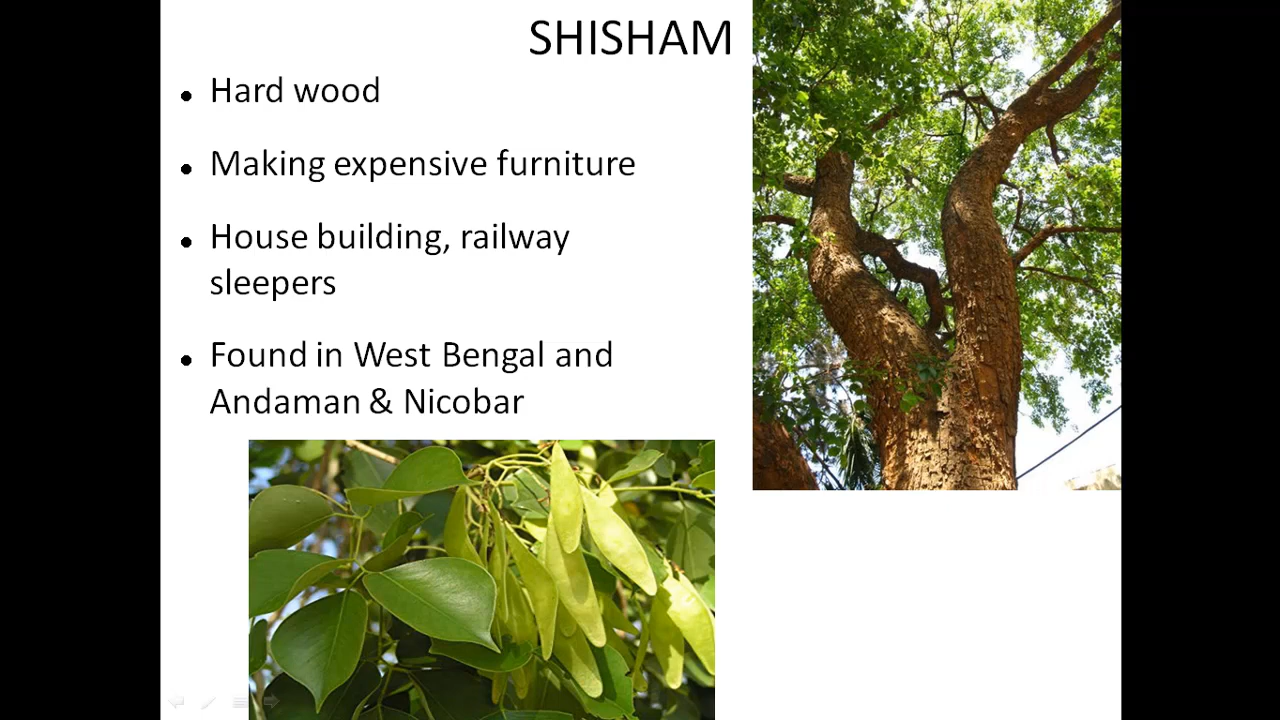 SHISHAM
• Hard wood
• Making expensive furniture
• House building, railway
sleepers
• Found in West Bengal and
Andaman & Nicobar